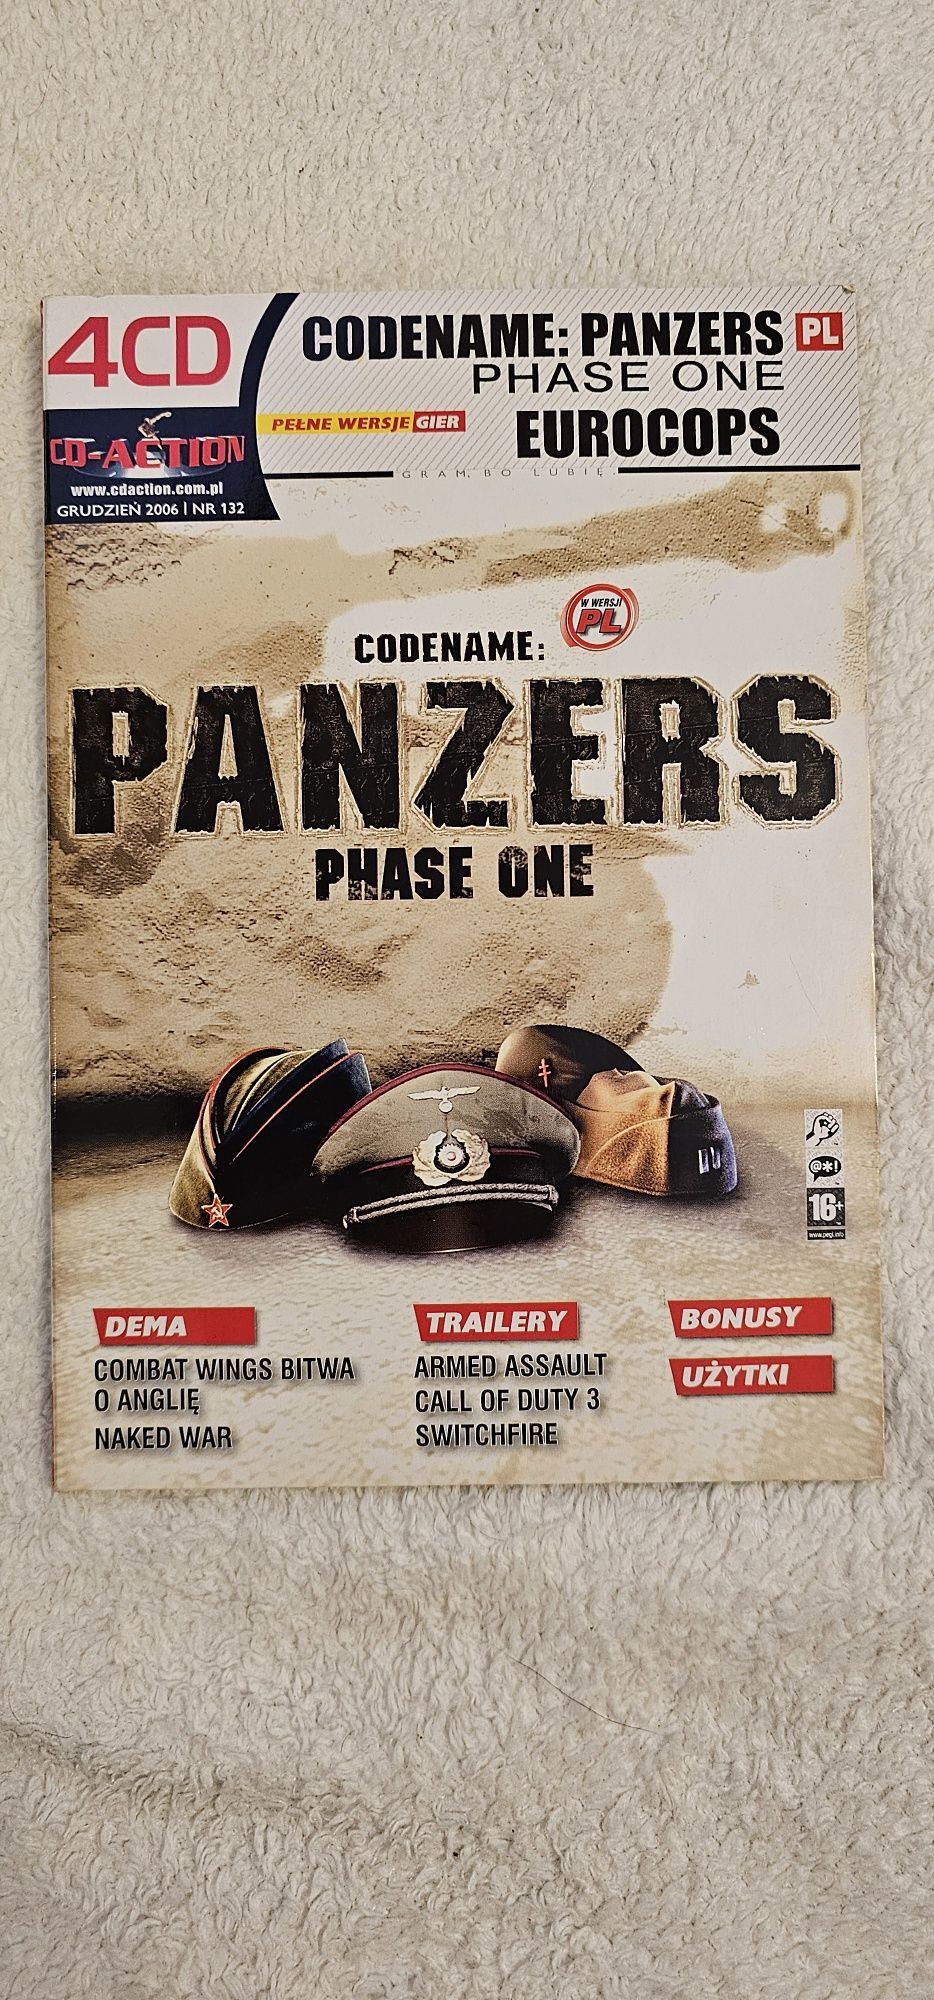 4CD
CD-ACTION
www.cdaction.com.pl
GRUDZIEŃ 2006 | NR 132
CODENAME: PANZERS PL
PHASE ONE
PEŁNE WERSJE GIER
EUROCOPS
GRAM, BO LUBIĘ.
W WERSJI
PL
CODENAME:
PANZERS
PHASE ONE
@*!
16+
www.pegi.info
DEMA
COMBAT WINGS BITWA
O ANGLIĘ
NAKED WAR
TRAILERY
ARMED ASSAULT
CALL OF DUTY 3
SWITCHFIRE
BONUSY
UŻYTKI